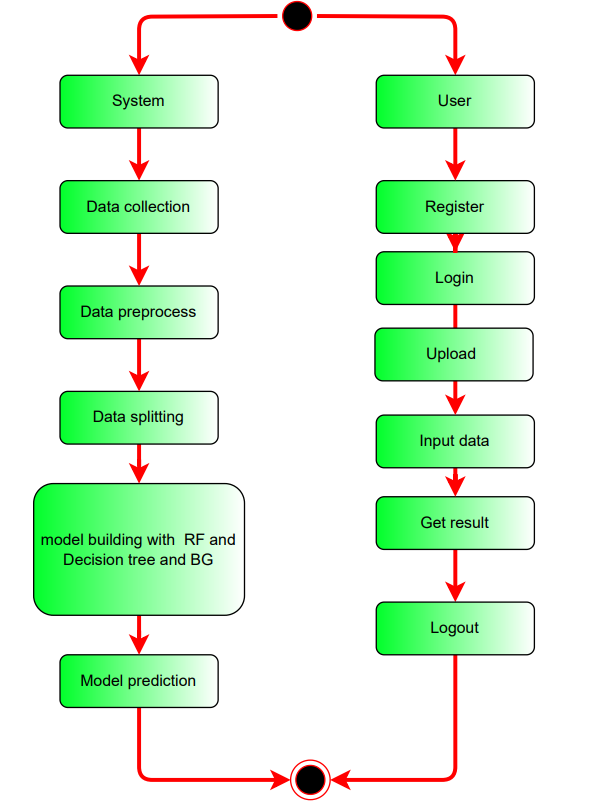 System
Data collection
Data preprocess
Data splitting
model building with  RF and
Decision tree and BG
Model prediction
User
Register
Login
Upload
Input data
Get result
Logout